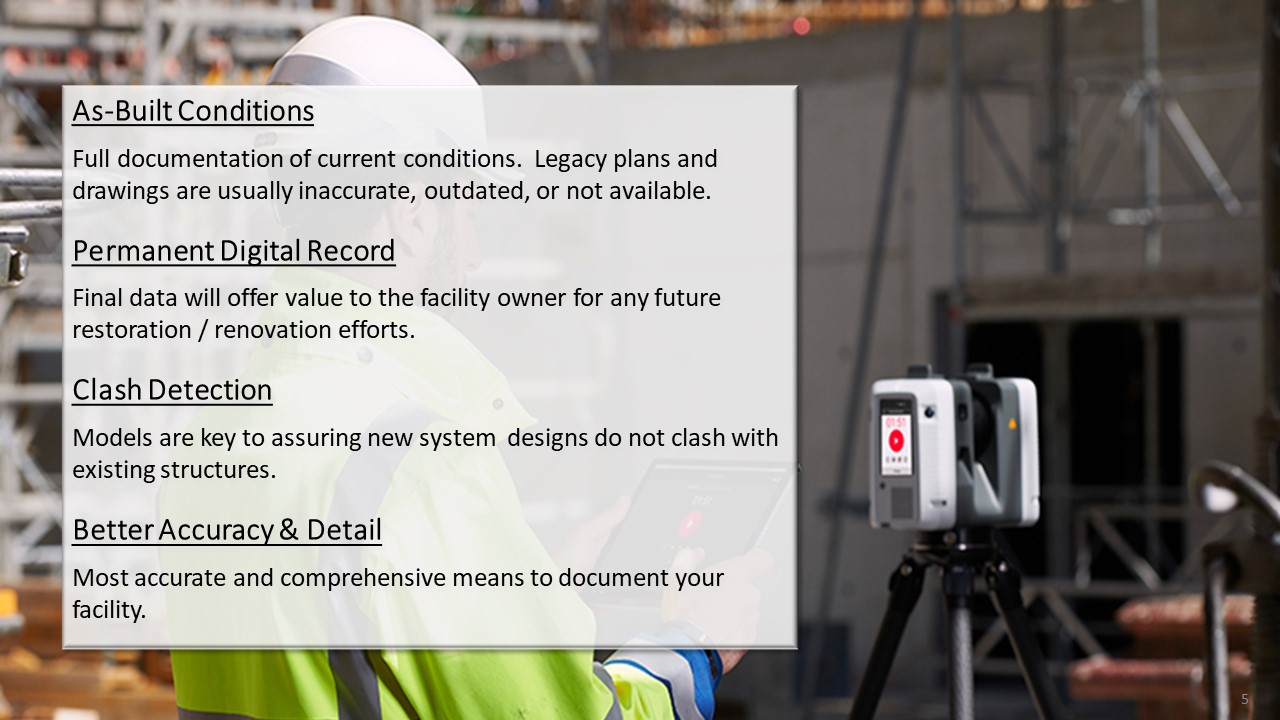 As-Built Conditions
Full documentation of current conditions.  Legacy plans and
drawings are usually inaccurate, outdated, or not available.
Permanent Digital Record
Final data will offer value to the facility owner for any future
restoration / renovation efforts.
Clash Detection
Models are key to assuring new system  designs do not clash with
existing structures.
Better Accuracy & Detail
Most accurate and comprehensive means to document your
facility.
01:51
5